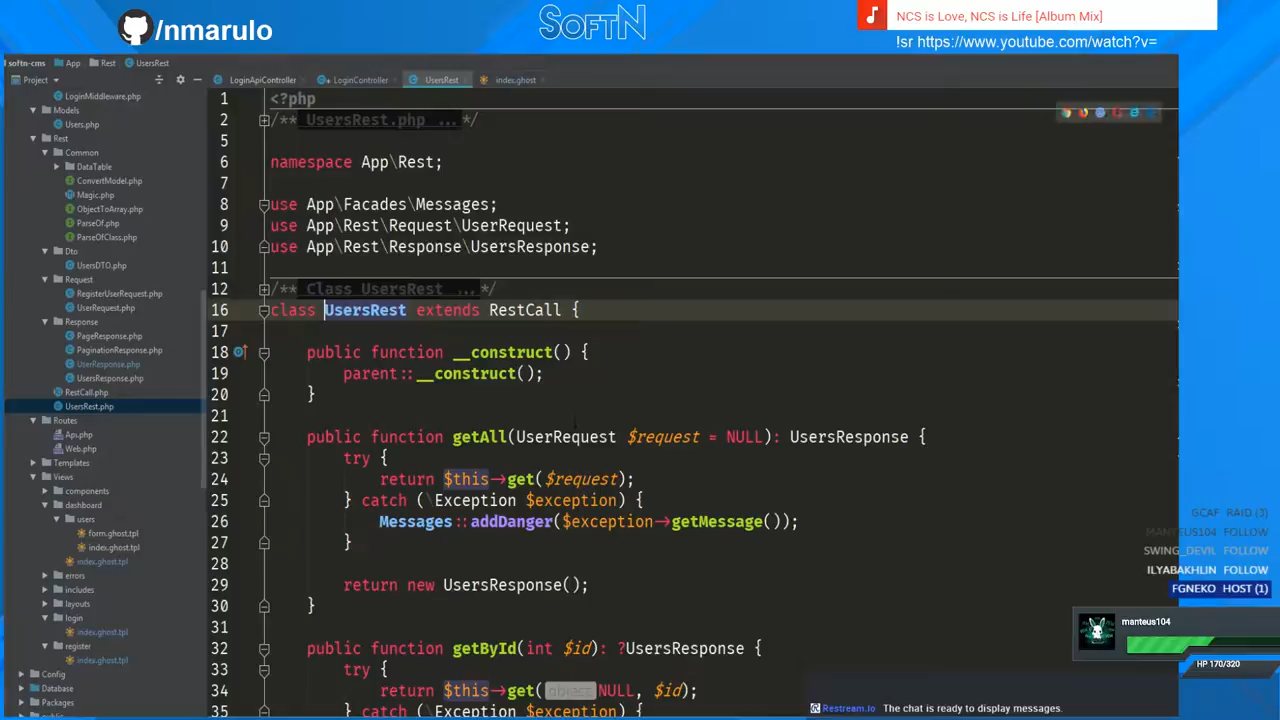 /nmarulo
SOFTN
NCS is Love, NCS is Life [Album Mix]
!sr https://www.youtube.com/watch?v=
softn-cms App Rest UsersRest
Project
LoginApiController LoginController UsersRest index.ghost
LoginMiddleware.php
Models
Users.php
Rest
Common
DataTable
ConvertModel.php
Magic.php
ObjectToArray.php
ParseOf.php
ParseOfClass.php
Dto
UsersDTO.php
Request
RegisterUserRequest.php
UserRequest.php
Response
PageResponse.php
PaginationResponse.php
UserResponse.php
UsersResponse.php
RestCall.php
UsersRest.php
Routes
Api.php
Web.php
Templates
Views
components
dashboard
users
form.ghost.tpl
index.ghost.tpl
index.ghost.tpl
errors
includes
layouts
login
index.ghost.tpl
register
index.ghost.tpl
Config
Database
Packages
public
1 <?php
2 /** UsersRest.php ... */
5
6 namespace App\Rest;
7
8 use App\Facades\Messages;
9 use App\Rest\Request\UserRequest;
10 use App\Rest\Response\UsersResponse;
11
12 /** Class UsersRest ... */
16 class UsersRest extends RestCall {
17
18 public function __construct() {
19 parent::__construct();
20 }
21
22 public function getAll(UserRequest $request = NULL): UsersResponse {
23 try {
24 return $this->get($request);
25 } catch (\Exception $exception) {
26 Messages::addDanger($exception->getMessage());
27 }
28
29 return new UsersResponse();
30 }
31
32 public function getById(int $id): ?UsersResponse {
33 try {
34 return $this->get( object: NULL, $id);
35 } catch (\Exception $exception) {
GCAF RAID (3)
MANTEUS104 FOLLOW
SWING_DEVIL FOLLOW
ILYABAKHLIN FOLLOW
FGNEKO HOST (1)
manteus104
HP 170/320
Restream.io The chat is ready to display messages.